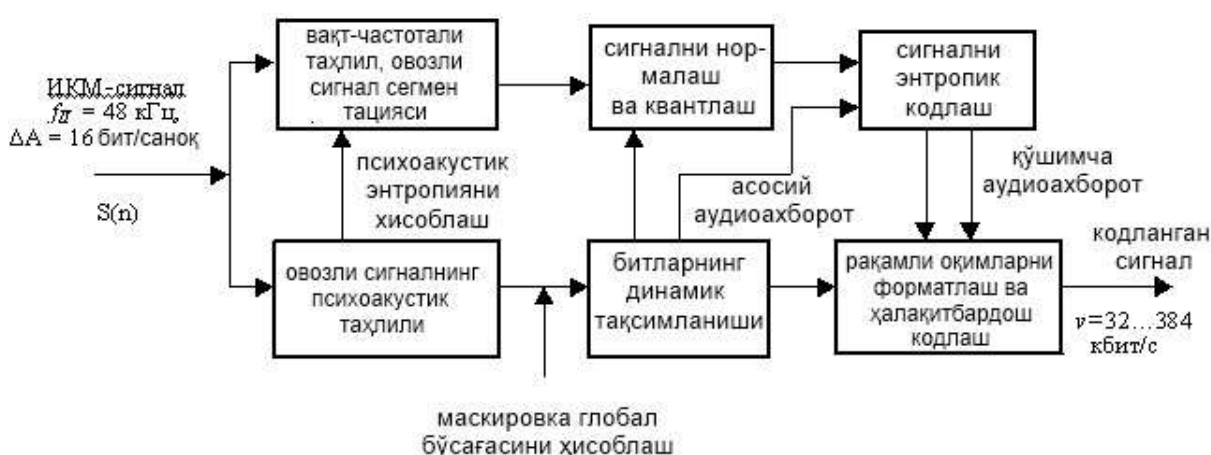 вақт-частотали
таҳлил, овозли
сигнал сегмен
тацияси
сигнални нор-
малаш
ва квантлаш
сигнални
энтропик
кодлаш
ИКМ-сигнал
fД = 48 кГц,
ΔA = 16 бит/саноқ
S(n)
психоакустик
энтропияни
хисоблаш
асосий
аудиоахборот
қўшимча
аудиоахборот
овозли сигналнинг
психоакустик
таҳлили
битларнинг
динамик
тақсимланиши
рақамли оқимларни
форматлаш ва
ҳалақитбардош
кодлаш
кодланган
сигнал
v=32...384
кбит/с
маскировка глобал
бўсағасини ҳисоблаш